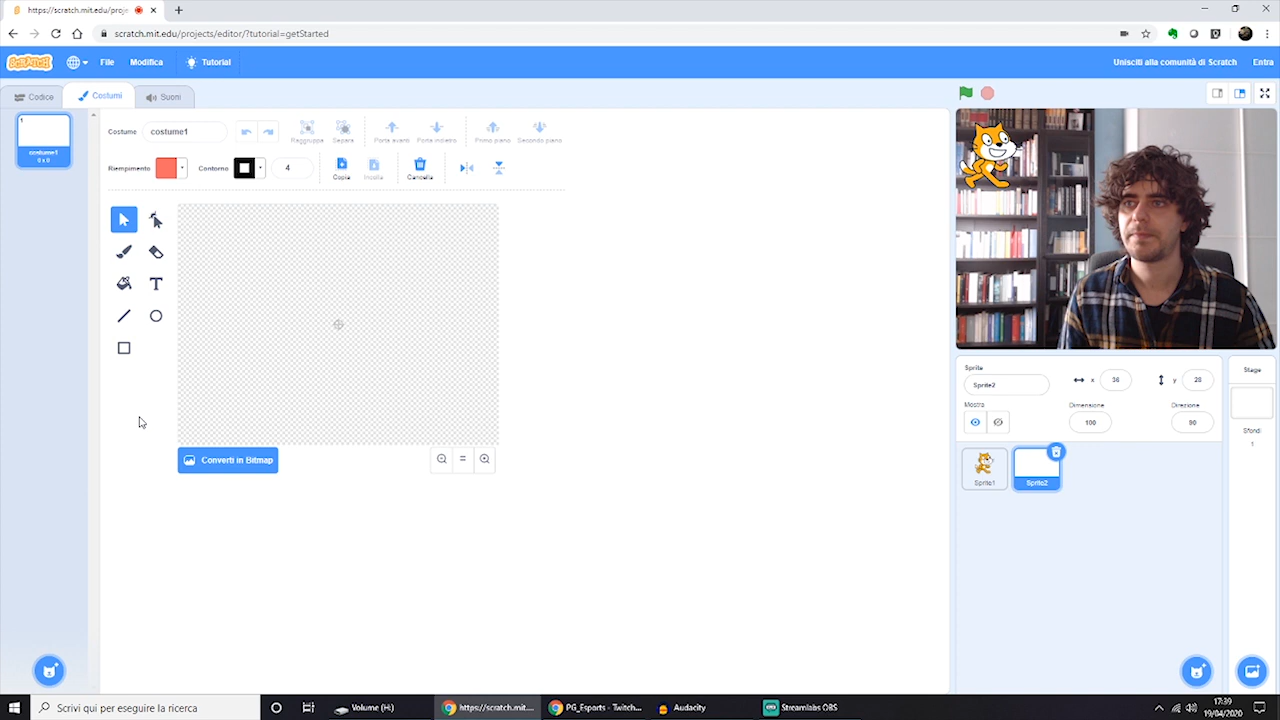 https://scratch.mit.edu/proje
scratch.mit.edu/projects/editor/?tutorial=getStarted
SCRATCH
File
Modifica
Tutorial
Unisciti alla comunità di Scratch
Entra
Codice
Costumi
Suoni
1
costume1
0 x 0
Costume
costume1
Raggruppa
Separa
Porta avanti
Porta indietro
Primo piano
Secondo piano
Riempimento
Contorno
4
Copia
Incolla
Cancella
T
Converti in Bitmap
Sprite
Sprite2
x
36
y
28
Mostra
Dimensione
100
Direzione
90
Sprite1
Sprite2
Stage
Sfondi
1
Scrivi qui per eseguire la ricerca
Volume (H:)
https://scratch.mit...
PG_Esports - Twitch...
Audacity
Streamlabs OBS
17:39
19/04/2020